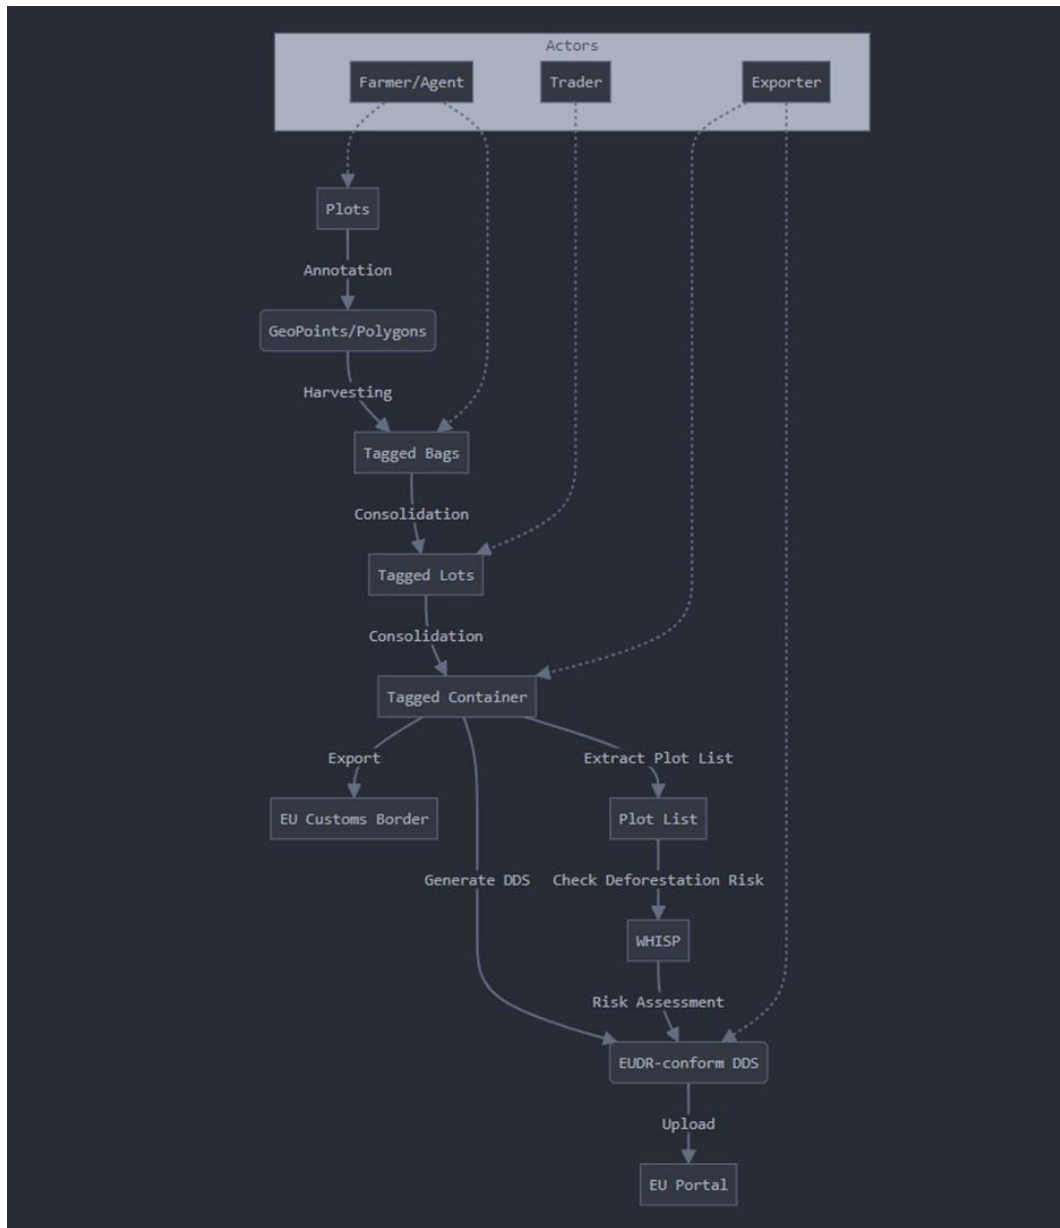 Actors
Farmer/Agent
Trader
Exporter
Plots
Annotation
GeoPoints/Polygons
Harvesting
Tagged Bags
Consolidation
Tagged Lots
Consolidation
Tagged Container
Export
Extract Plot List
EU Customs Border
Plot List
Generate DDS
Check Deforestation Risk
WHISP
Risk Assessment
EUDR-conform DDS
Upload
EU Portal